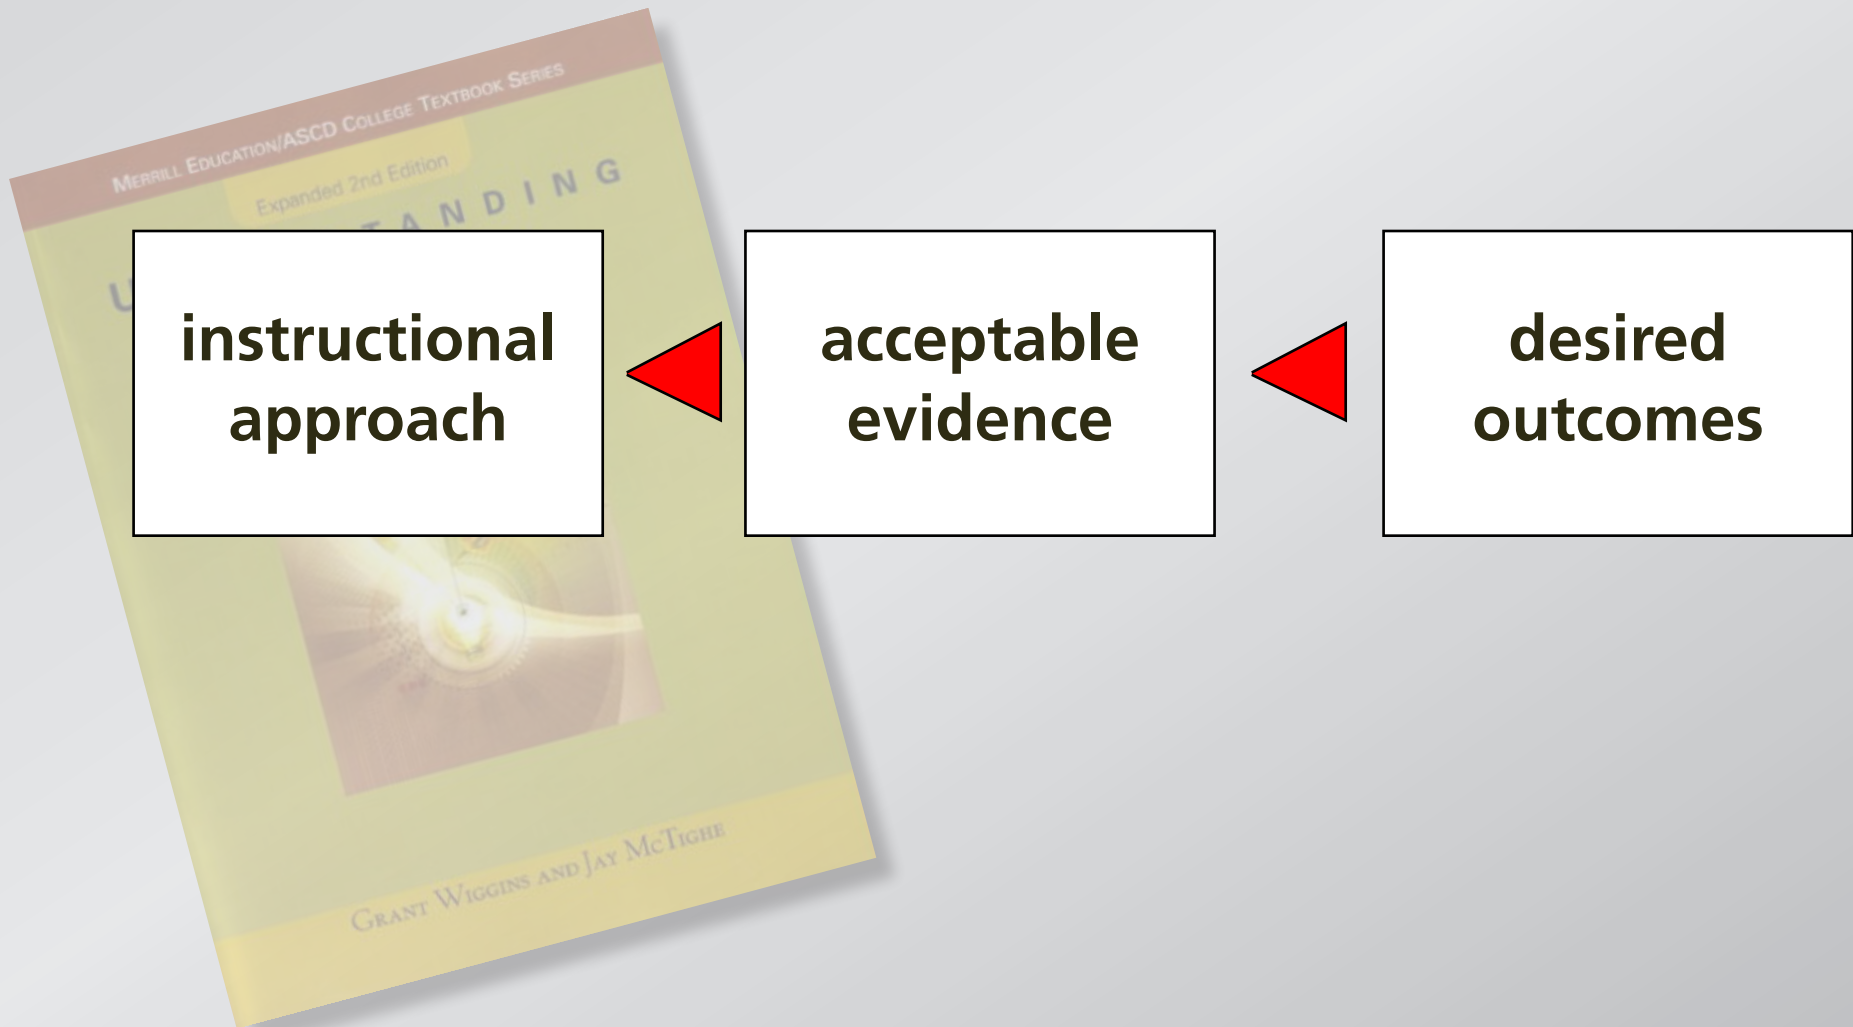 MERRILL EDUCATION/ASCD COLLEGE TEXTBOOK SERIES
Expanded 2nd Edition
U TANDING
instructional
approach
acceptable
evidence
desired
outcomes
GRANT WIGGINS AND JAY MCTIGHE